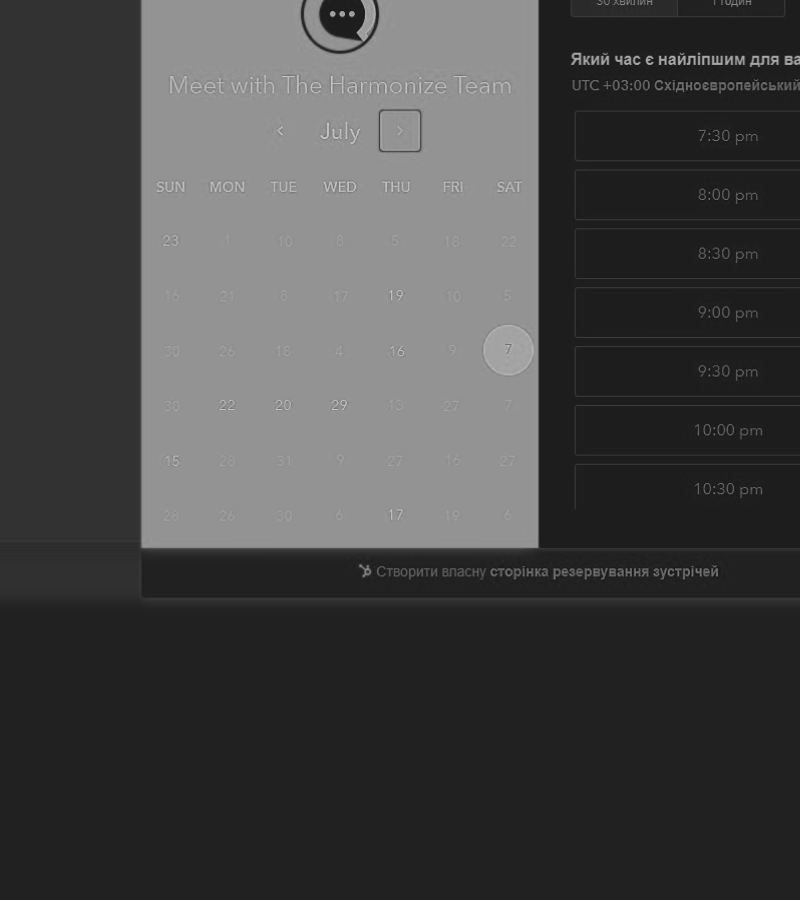 30 хвилин 1 годин
Meet with The Harmonize Team
July
SUN MON TUE WED THU FRI SAT
23 1 10 8 5 18 22
16 21 8 17 19 10 5
30 26 18 4 16 9 7
30 22 20 29 13 27 7
15 28 31 9 27 16 27
28 26 30 6 17 19 6
Який час є найліпшим для ва
UTC +03:00 Східноєвропейський
7:30 pm
8:00 pm
8:30 pm
9:00 pm
9:30 pm
10:00 pm
10:30 pm
Створити власну сторінка резервування зустрічей